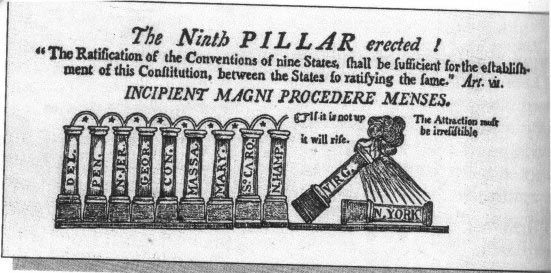 The Ninth PILLAR erected !
“The Ratification of the Conventions of nine States, ſhall be ſufficient for the eſtabliſh-
ment of this Conſtitution, between the States ſo ratifying the ſame.” Art. vii.
INCIPIENT MAGNI PROCEDERE MENSES.
☞If it is not up
it will riſe.
The Attraction muſt
be irreſiſtible
DEL.
PEN.
N.JER.
GEOR.
CON.
MASSA.
MARY.
So. CARO.
N.HAMP.
VIRG.
N.YORK